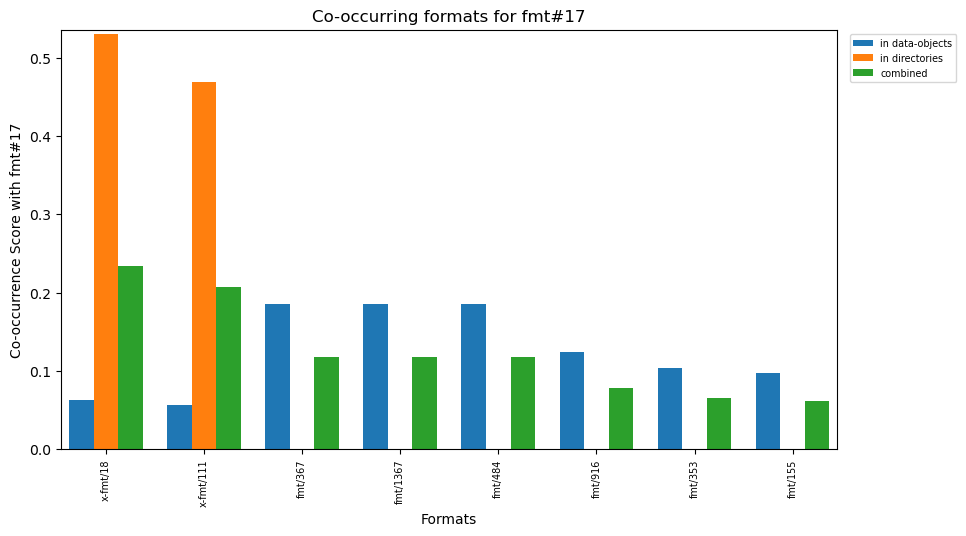 Co-occurring formats for fmt#17
in data-objects
in directories
combined
Co-occurrence Score with fmt#17
0.5
0.4
0.3
0.2
0.1
0.0
x-fmt/18
x-fmt/111
fmt/367
fmt/1367
fmt/484
fmt/916
fmt/353
fmt/155
Formats